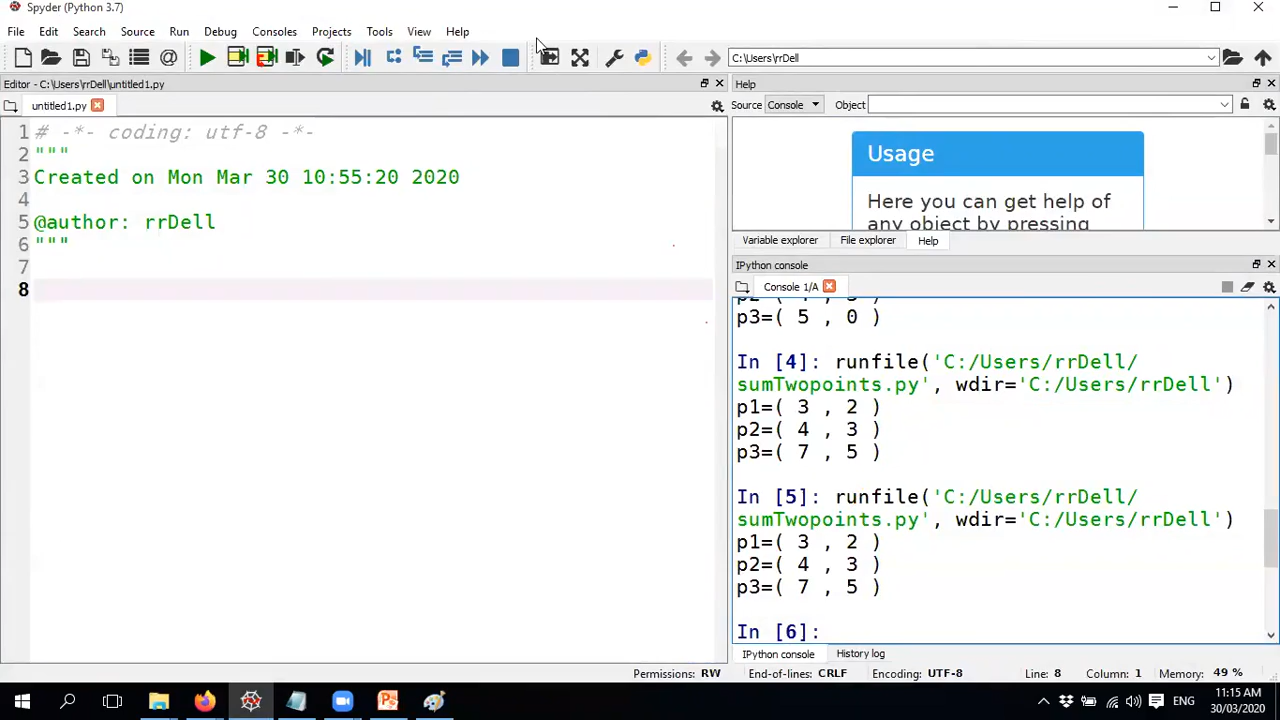 Spyder (Python 3.7)
File Edit Search Source Run Debug Consoles Projects Tools View Help
C:\Users\rrDell
Editor - C:\Users\rrDell\untitled1.py
untitled1.py
1 # -*- coding: utf-8 -*-
2 """
3 Created on Mon Mar 30 10:55:20 2020
4
5 @author: rrDell
6 """
7
8
Help
Source Console Object
Usage
Here you can get help of
any object by pressing
Variable explorer File explorer Help
IPython console
Console 1/A
p3=( 5 , 0 )
In [4]: runfile('C:/Users/rrDell/
sumTwopoints.py', wdir='C:/Users/rrDell')
p1=( 3 , 2 )
p2=( 4 , 3 )
p3=( 7 , 5 )
In [5]: runfile('C:/Users/rrDell/
sumTwopoints.py', wdir='C:/Users/rrDell')
p1=( 3 , 2 )
p2=( 4 , 3 )
p3=( 7 , 5 )
In [6]:
IPython console History log
Permissions: RW End-of-lines: CRLF Encoding: UTF-8 Line: 8 Column: 1 Memory: 49 %
ENG
11:15 AM
30/03/2020